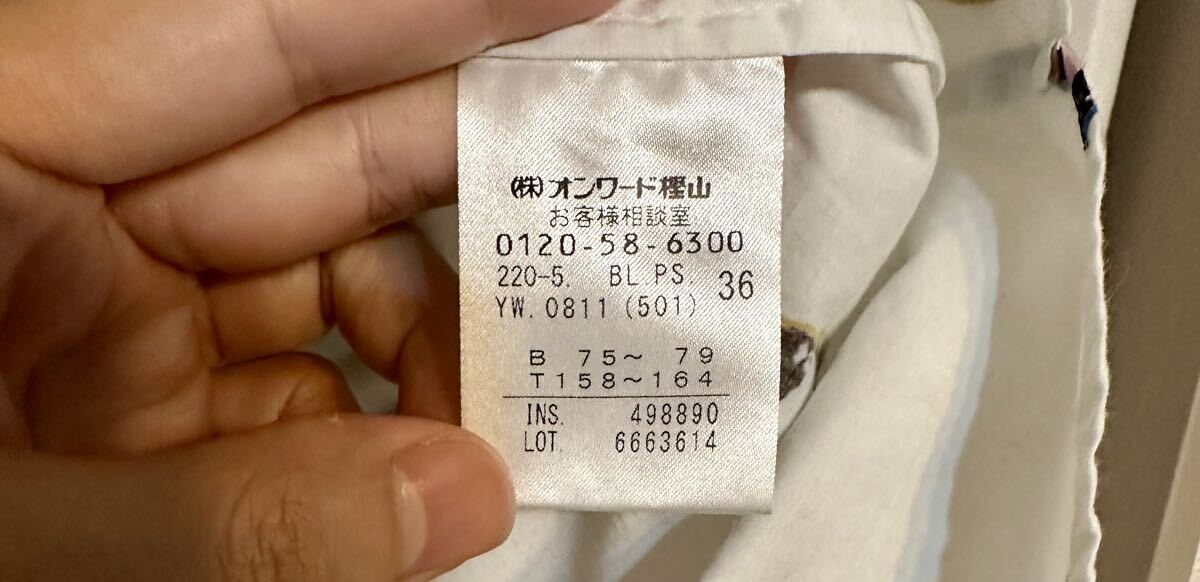 (株)オンワード樫山
お客様相談室
0120-58-6300
220-5. BL.PS. 36
YW. 0811 (501)
B 75~ 79
T158~164
INS. 498890
LOT. 6663614